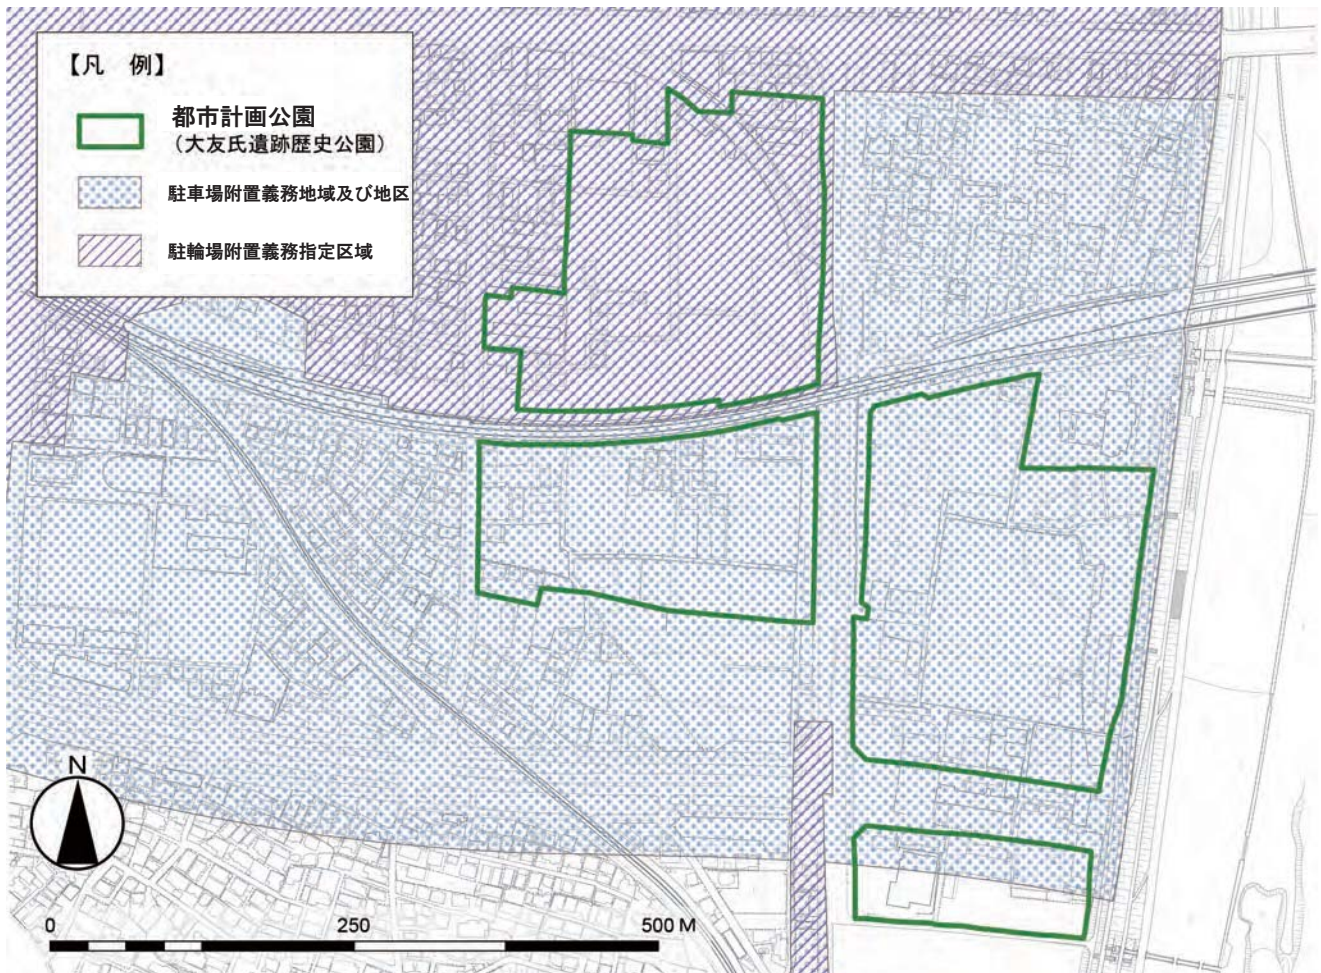 【凡 例】
都市計画公園
（大友氏遺跡歴史公園）
駐車場附置義務地域及び地区
駐輪場附置義務指定区域
N
0 250 500 M